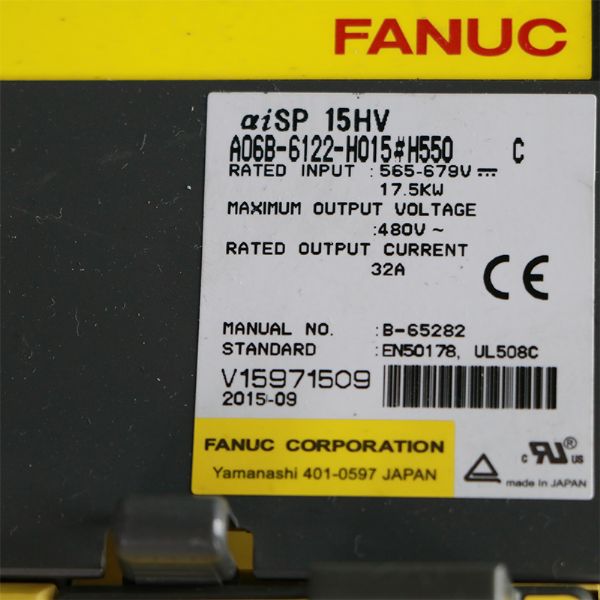 FANUC
αiSP 15HV
A06B-6122-H015#H550 C
RATED INPUT :565-679V⎓
17.5KW
MAXIMUM OUTPUT VOLTAGE
:480V~
RATED OUTPUT CURRENT
32A
CE
MANUAL NO. :B-65282
STANDARD :EN50178, UL508C
V15971509
2015-09
FANUC CORPORATION
Yamanashi 401-0597 JAPAN
c RU® us
made in JAPAN